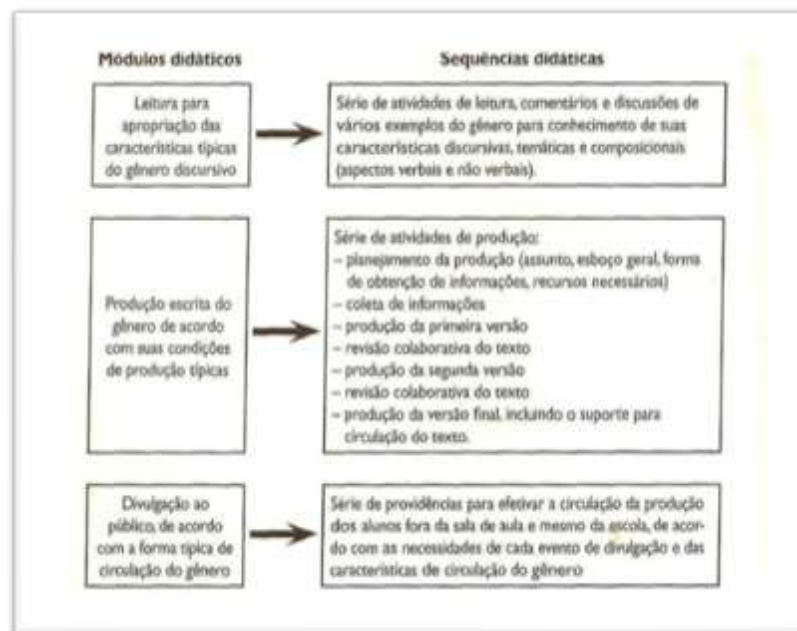 Módulos didáticos
Sequências didáticas
Leitura para
apropriação das
características típicas
do gênero discursivo
Série de atividades de leitura, comentários e discussões de
vários exemplos do gênero para conhecimento de suas
características discursivas, temáticas e composicionais
(aspectos verbais e não verbais).
Produção escrita do
gênero de acordo
com suas condições
de produção típicas
Série de atividades de produção:
– planejamento da produção (assunto, esboço geral, forma
de obtenção de informações, recursos necessários)
– coleta de informações
– produção da primeira versão
– revisão colaborativa do texto
– produção da segunda versão
– revisão colaborativa do texto
– produção da versão final, incluindo o suporte para
circulação do texto.
Divulgação ao
público, de acordo
com a forma típica de
circulação do gênero
Série de providências para efetivar a circulação da produção
dos alunos fora da sala de aula e mesmo da escola, de acor-
do com as necessidades de cada evento de divulgação e das
características de circulação do gênero